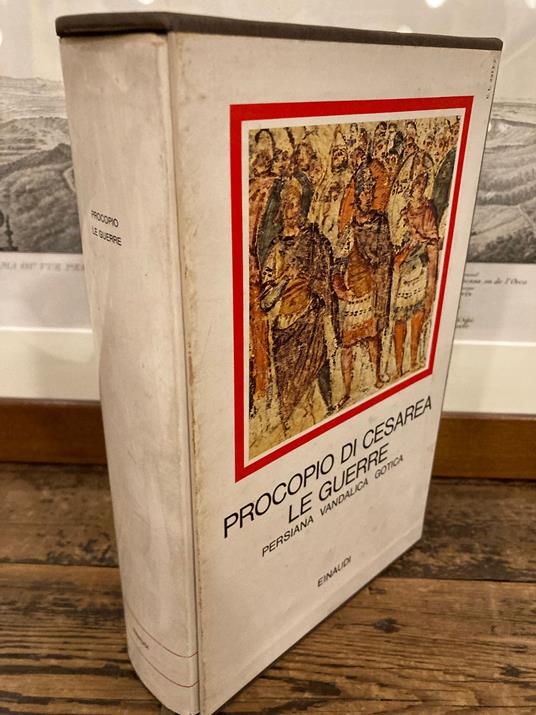 PROCOPIO
LE GUERRE
PROCOPIO DI CESAREA
LE GUERRE
PERSIANA VANDALICA GOTICA
EINAUDI